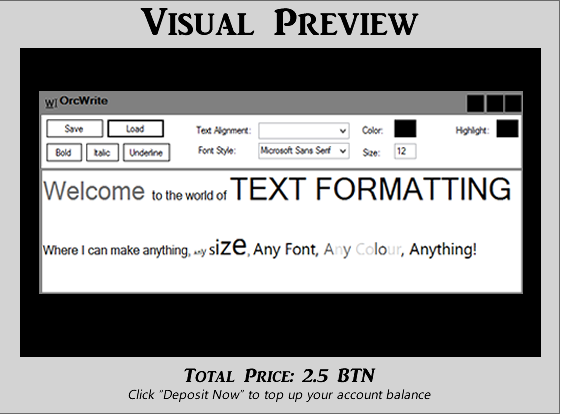 Visual Preview
OrcWrite
Save Load Text Alignment: Color: Highlight:
Bold Italic Underline Font Style: Microsoft Sans Serif Size: 12
Welcome to the world of TEXT FORMATTING
Where I can make anything, any size, Any Font, Any Colour, Anything!
Total Price: 2.5 BTN
Click "Deposit Now" to top up your account balance